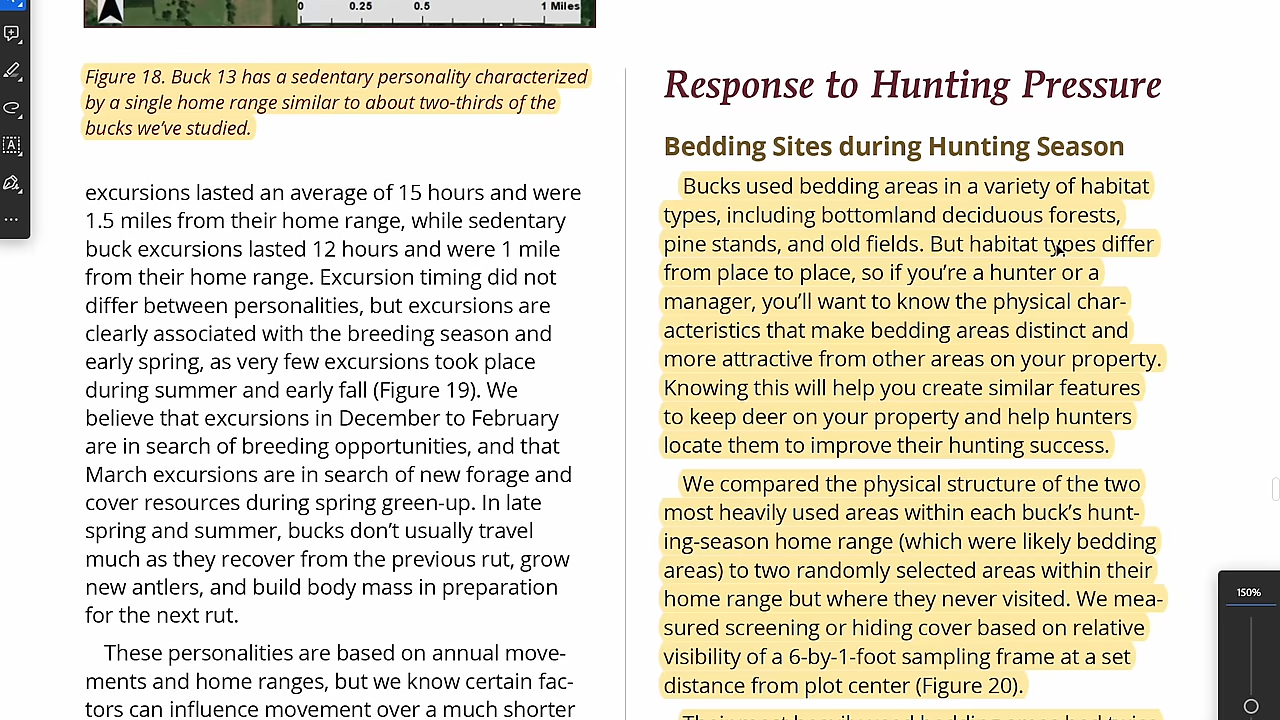 0 0.25 0.5 1 Miles
Figure 18. Buck 13 has a sedentary personality characterized
by a single home range similar to about two-thirds of the
bucks we’ve studied.
excursions lasted an average of 15 hours and were
1.5 miles from their home range, while sedentary
buck excursions lasted 12 hours and were 1 mile
from their home range. Excursion timing did not
differ between personalities, but excursions are
clearly associated with the breeding season and
early spring, as very few excursions took place
during summer and early fall (Figure 19). We
believe that excursions in December to February
are in search of breeding opportunities, and that
March excursions are in search of new forage and
cover resources during spring green-up. In late
spring and summer, bucks don’t usually travel
much as they recover from the previous rut, grow
new antlers, and build body mass in preparation
for the next rut.
These personalities are based on annual move-
ments and home ranges, but we know certain fac-
tors can influence movement over a much shorter
Response to Hunting Pressure
Bedding Sites during Hunting Season
Bucks used bedding areas in a variety of habitat
types, including bottomland deciduous forests,
pine stands, and old fields. But habitat types differ
from place to place, so if you’re a hunter or a
manager, you’ll want to know the physical char-
acteristics that make bedding areas distinct and
more attractive from other areas on your property.
Knowing this will help you create similar features
to keep deer on your property and help hunters
locate them to improve their hunting success.
We compared the physical structure of the two
most heavily used areas within each buck’s hunt-
ing-season home range (which were likely bedding
areas) to two randomly selected areas within their
home range but where they never visited. We mea-
sured screening or hiding cover based on relative
visibility of a 6-by-1-foot sampling frame at a set
distance from plot center (Figure 20).
150%